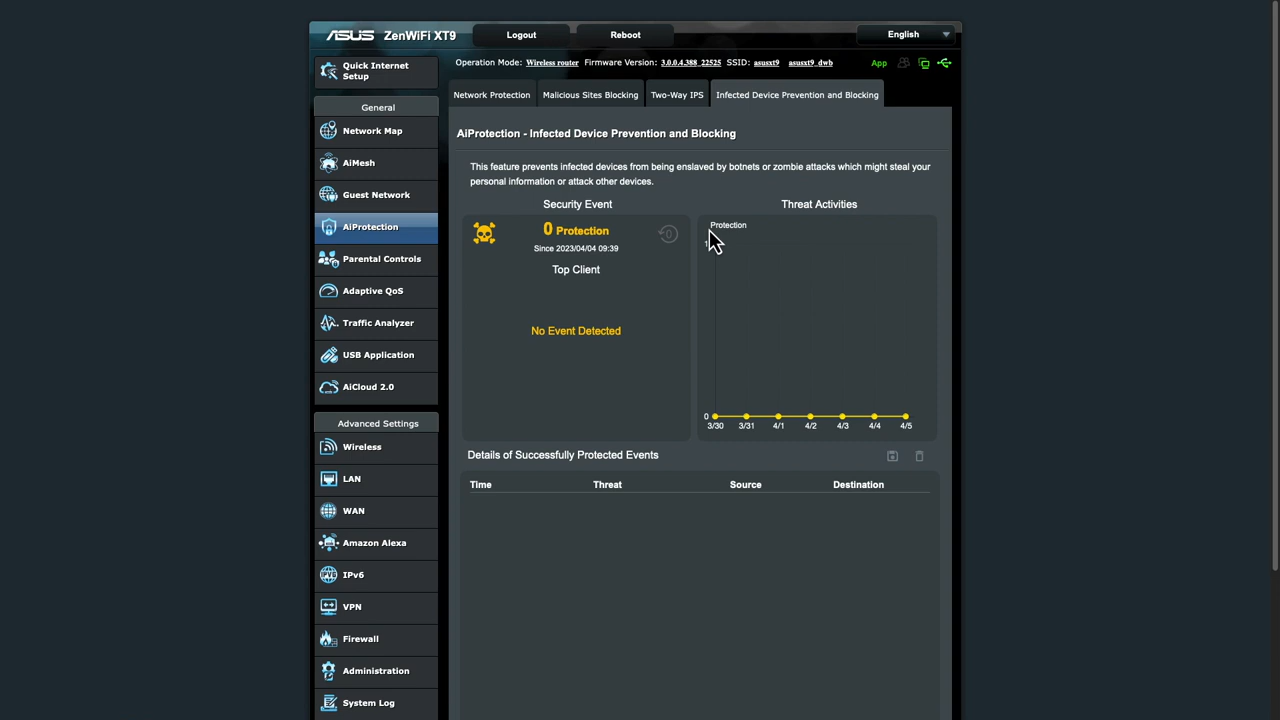 ASUS ZenWiFi XT9 Logout Reboot English
Operation Mode: Wireless router Firmware Version: 3.0.0.4.388_22525 SSID: asusxt9 asusxt9_dwb App
Quick Internet
Setup
General
Network Map
AiMesh
Guest Network
AiProtection
Parental Controls
Adaptive QoS
Traffic Analyzer
USB Application
AiCloud 2.0
Advanced Settings
Wireless
LAN
WAN
Amazon Alexa
IPv6
VPN
Firewall
Administration
System Log
Network Protection Malicious Sites Blocking Two-Way IPS Infected Device Prevention and Blocking
AiProtection - Infected Device Prevention and Blocking
This feature prevents infected devices from being enslaved by botnets or zombie attacks which might steal your
personal information or attack other devices.
Security Event
0 Protection
Since 2023/04/04 09:39
Top Client
No Event Detected
Threat Activities
Protection
1
0
3/30 3/31 4/1 4/2 4/3 4/4 4/5
Details of Successfully Protected Events
Time Threat Source Destination